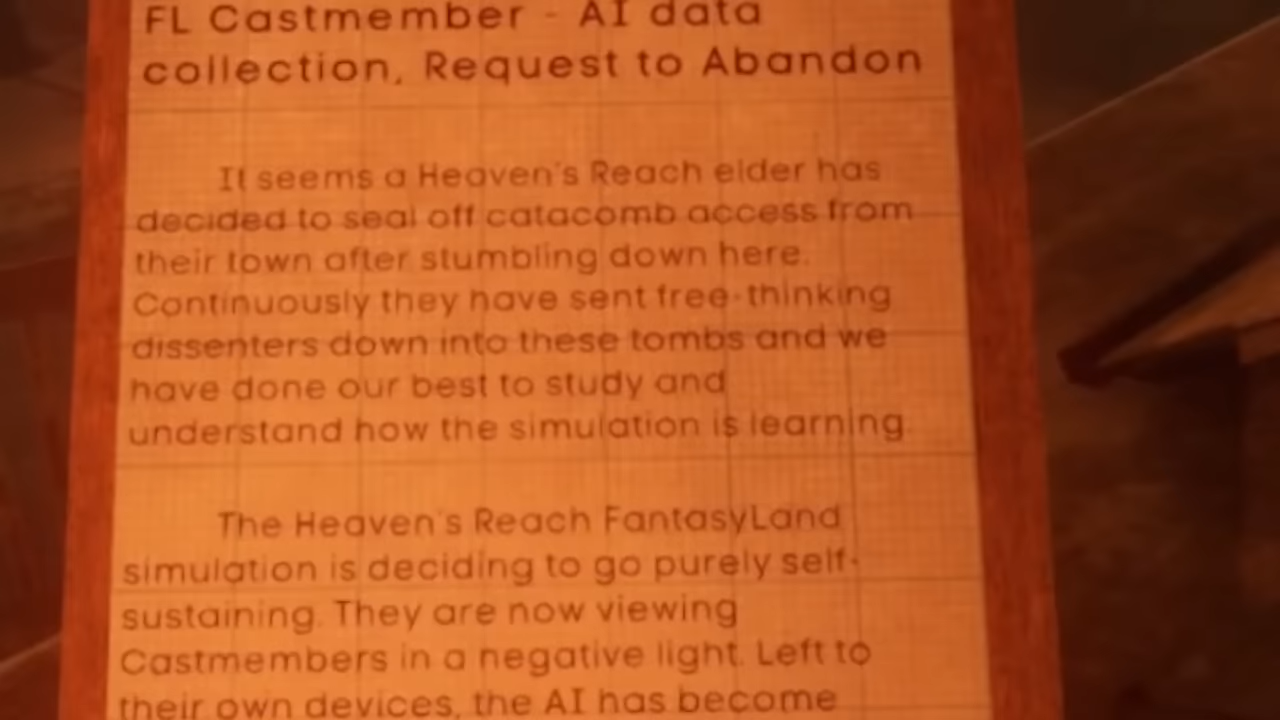 FL Castmember - AI data
collection, Request to Abandon
It seems a Heaven's Reach elder has
decided to seal off catacomb access from
their town after stumbling down here.
Continuously they have sent free-thinking
dissenters down into these tombs and we
have done our best to study and
understand how the simulation is learning.
The Heaven's Reach FantasyLand
simulation is deciding to go purely self-
sustaining. They are now viewing
Castmembers in a negative light. Left to
their own devices, the AI has become